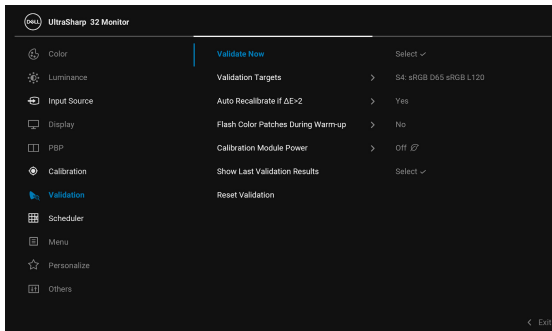 DELL UltraSharp 32 Monitor
Color
Luminance
Input Source
Display
PBP
Calibration
Validation
Scheduler
Menu
Personalize
Others
Validate Now Select
Validation Targets > S4: sRGB D65 sRGB L120
Auto Recalibrate if ΔE>2 > Yes
Flash Color Patches During Warm-up > No
Calibration Module Power > Off
Show Last Validation Results Select
Reset Validation
< Exit